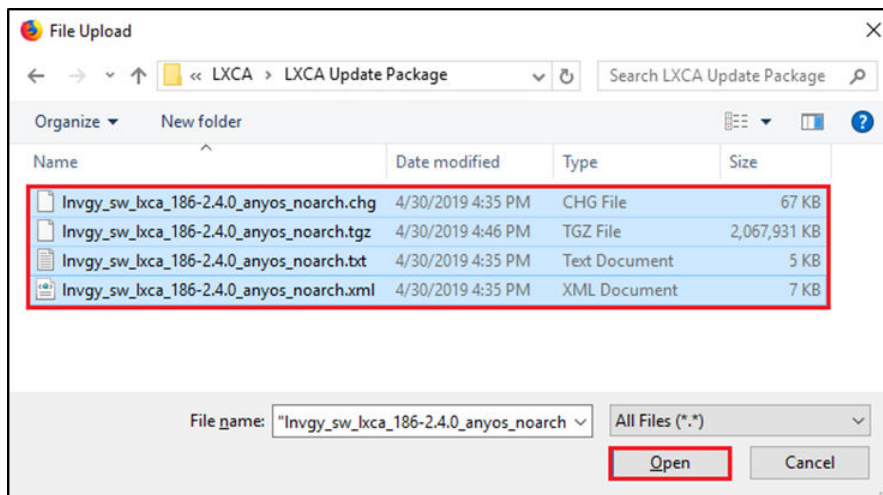 File Upload
« LXCA > LXCA Update Package
Search LXCA Update Package
Organize
New folder
Name
Date modified
Type
Size
lnvgy_sw_lxca_186-2.4.0_anyos_noarch.chg 4/30/2019 4:35 PM CHG File 67 KB
lnvgy_sw_lxca_186-2.4.0_anyos_noarch.tgz 4/30/2019 4:46 PM TGZ File 2,067,931 KB
lnvgy_sw_lxca_186-2.4.0_anyos_noarch.txt 4/30/2019 4:35 PM Text Document 5 KB
lnvgy_sw_lxca_186-2.4.0_anyos_noarch.xml 4/30/2019 4:35 PM XML Document 7 KB
File name: "lnvgy_sw_lxca_186-2.4.0_anyos_noarch
All Files (*.*)
Open
Cancel